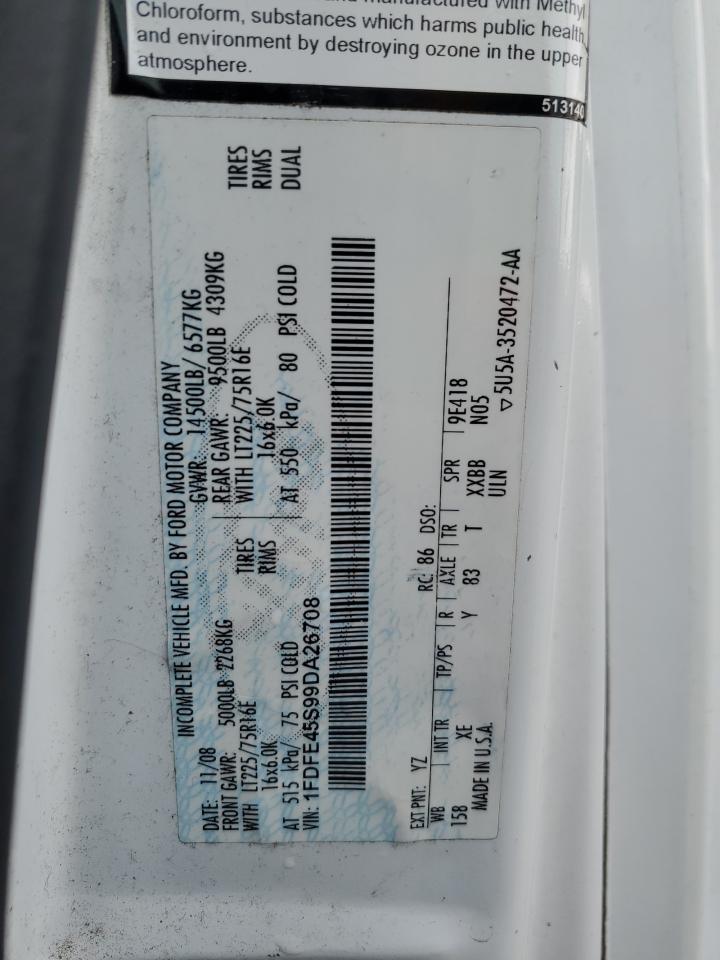 manufactured with Methyl
Chloroform, substances which harms public health
and environment by destroying ozone in the upper
atmosphere.
513140
INCOMPLETE VEHICLE MFD. BY FORD MOTOR COMPANY
DATE: 11/08 GVWR: 14500LB/ 6577KG
FRONT GAWR: 5000LB 2268KG REAR GAWR: 9500LB 4309KG
WITH LT225/75R16E TIRES WITH LT225/75R16E TIRES
16x6.0K RIMS 16x6.0K RIMS
AT 515 kPa/ 75 PSI COLD AT 550 kPa/ 80 PSI COLD DUAL
VIN: 1FDFE45S99DA26708
EXT PNT: YZ RC: 86 DSO:
WB INT TR TP/PS R AXLE TR SPR
158 XE Y 83 T XXBB 9E418
MADE IN U.S.A. ULN N05
▽5U5A-3520472-AA